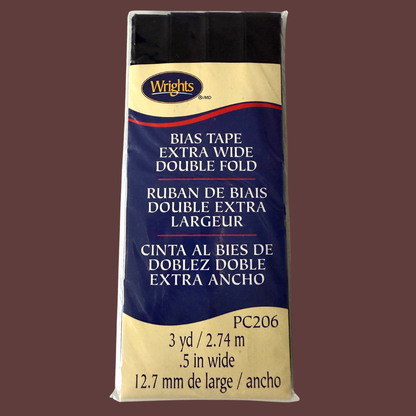 Wrights
®/MD
BIAS TAPE
EXTRA WIDE
DOUBLE FOLD
RUBAN DE BIAIS
DOUBLE EXTRA
LARGEUR
CINTA AL BIES DE
DOBLEZ DOBLE
EXTRA ANCHO
PC206
3 yd / 2.74 m
.5 in wide
12.7 mm de large / ancho